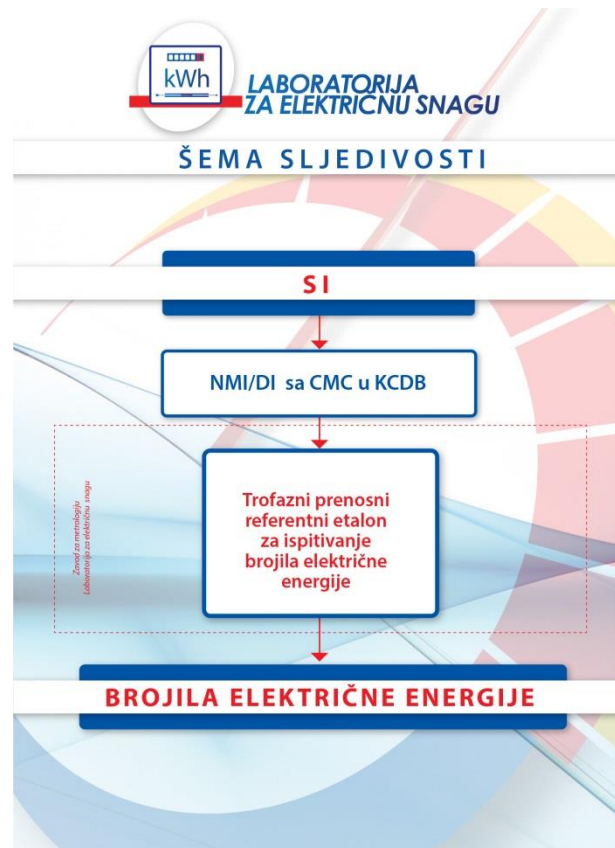 kWh
LABORATORIJA
ZA ELEKTRIČNU SNAGU
ŠEMA SLJEDIVOSTI
SI
NMI/DI sa CMC u KCDB
Zavod za metrologiju
Laboratorija za električnu snagu
Trofazni prenosni
referentni etalon
za ispitivanje
brojila električne
energije
BROJILA ELEKTRIČNE ENERGIJE